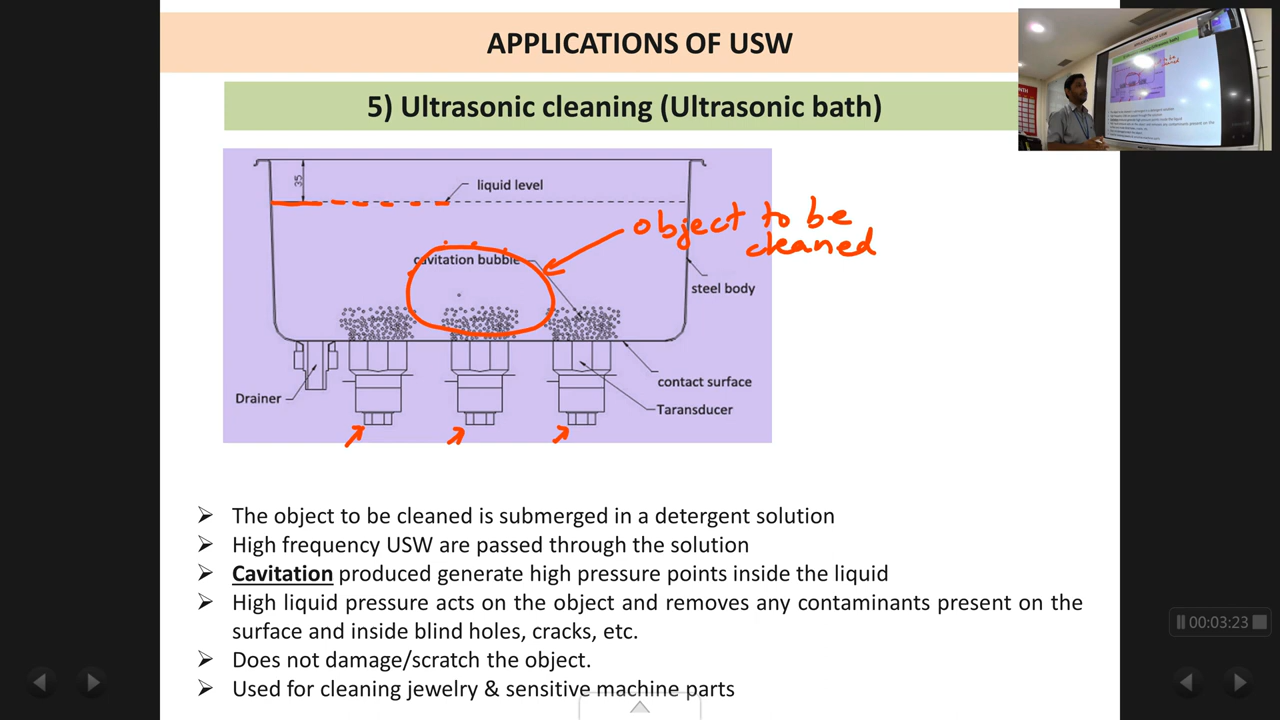 APPLICATIONS OF USW
5) Ultrasonic cleaning (Ultrasonic bath)
35
liquid level
object to be
cleaned
cavitation bubble
steel body
contact surface
Drainer
Taransducer
➢ The object to be cleaned is submerged in a detergent solution
➢ High frequency USW are passed through the solution
➢ Cavitation produced generate high pressure points inside the liquid
➢ High liquid pressure acts on the object and removes any contaminants present on the
surface and inside blind holes, cracks, etc.
➢ Does not damage/scratch the object.
➢ Used for cleaning jewelry & sensitive machine parts
00:03:23